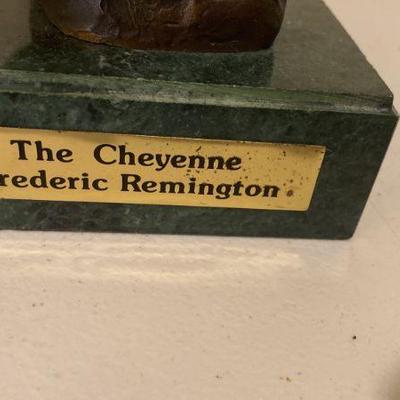 The Cheyenne
rederic Remington